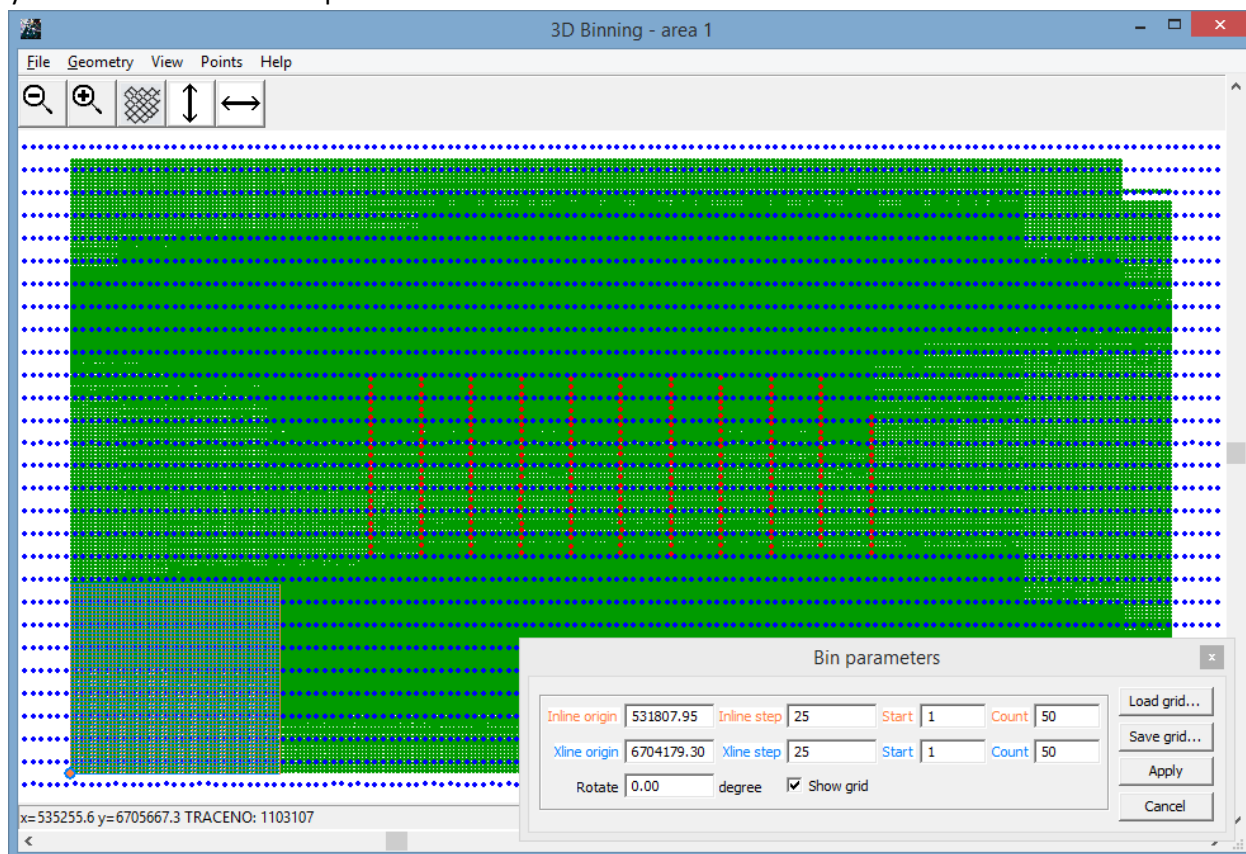 3D Binning - area 1
File Geometry View Points Help
Bin parameters
Inline origin 531807.95 Inline step 25 Start 1 Count 50
Xline origin 6704179.30 Xline step 25 Start 1 Count 50
Rotate 0.00 degree Show grid
Load grid...
Save grid...
Apply
Cancel
x=535255.6 y=6705667.3 TRACENO: 1103107